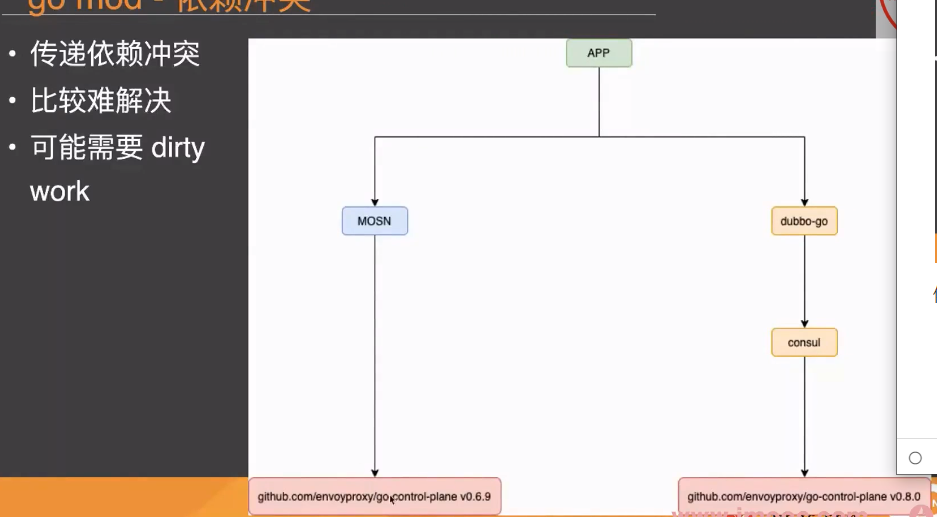 go mod - 依赖冲突
• 传递依赖冲突
• 比较难解决
• 可能需要 dirty
work
APP
MOSN
dubbo-go
consul
github.com/envoyproxy/go-control-plane v0.6.9
github.com/envoyproxy/go-control-plane v0.8.0